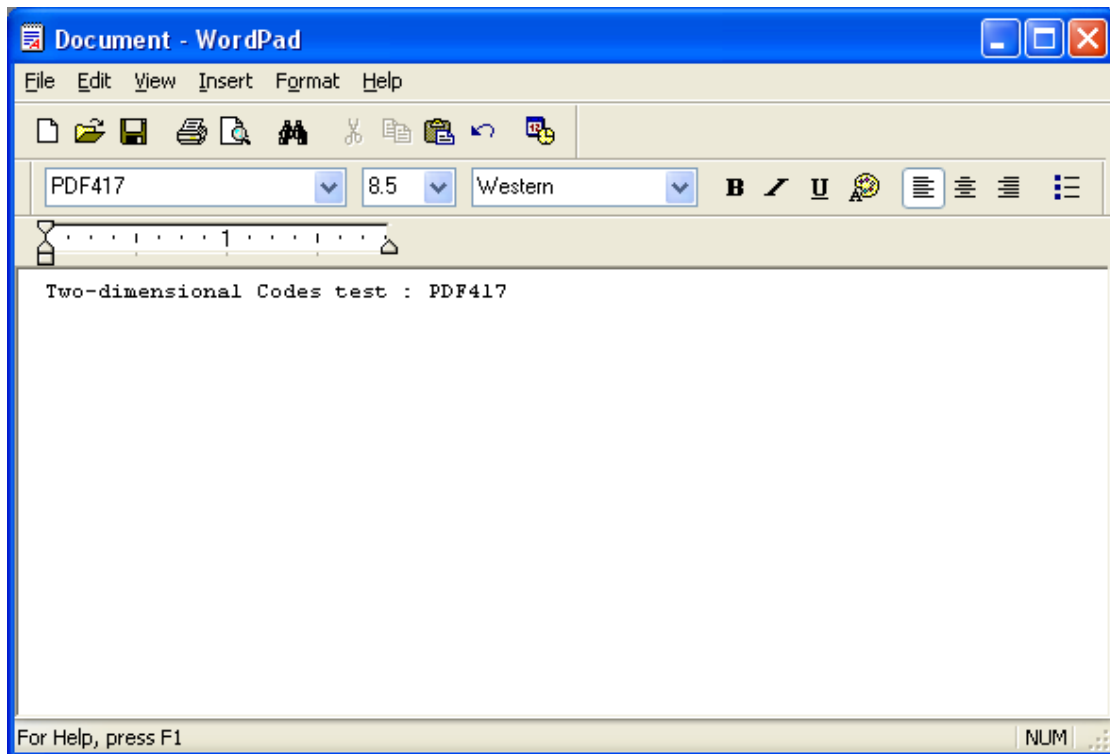 Document - WordPad
File Edit View Insert Format Help
PDF417 8.5 Western B I U
1
Two-dimensional Codes test : PDF417
For Help, press F1 NUM